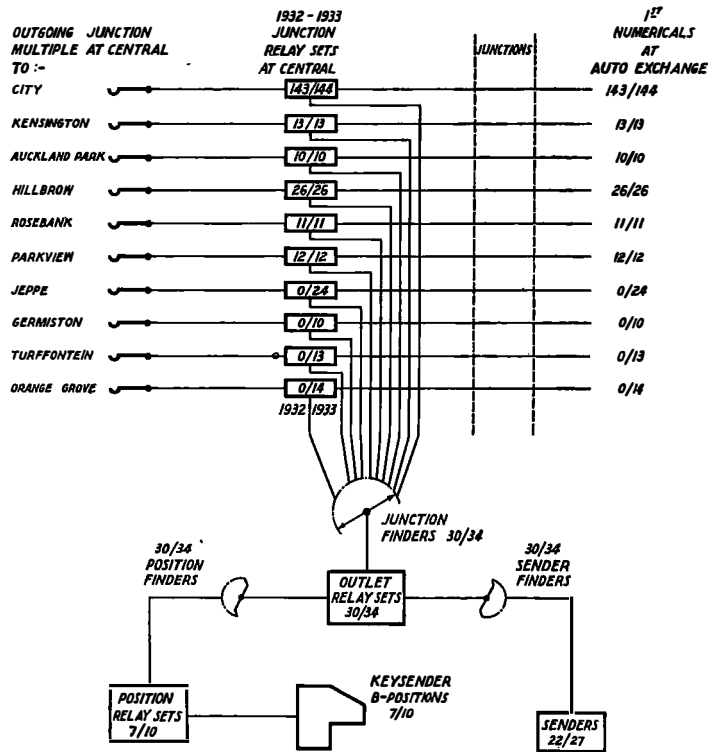 OUTGOING JUNCTION
MULTIPLE AT CENTRAL
TO :-
1932 - 1933
JUNCTION
RELAY SETS
AT CENTRAL
JUNCTIONS
1ST
NUMERICALS
AT
AUTO EXCHANGE
CITY 143/144 143/144
KENSINGTON 13/13 13/13
AUCKLAND PARK 10/10 10/10
HILLBROW 26/26 26/26
ROSEBANK 11/11 11/11
PARKVIEW 12/12 12/12
JEPPE 0/24 0/24
GERMISTON 0/10 0/10
TURFFONTEIN 0/13 0/13
ORANGE GROVE 0/14 0/14
1932 1933
JUNCTION
FINDERS 30/34
30/34
POSITION
FINDERS
OUTLET
RELAY SETS
30/34
30/34
SENDER
FINDERS
POSITION
RELAY SETS
7/10
KEYSENDER
B-POSITIONS
7/10
SENDERS
22/27